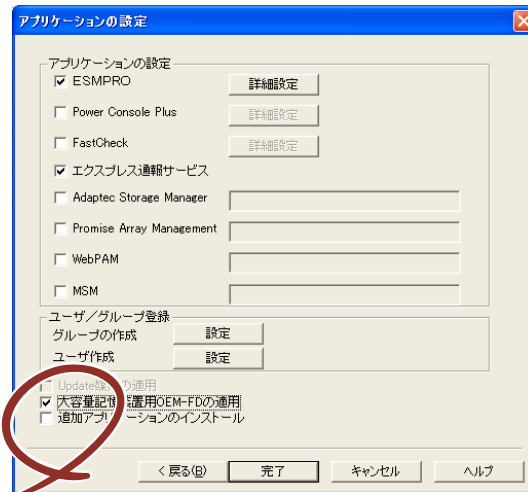 アプリケーションの設定
アプリケーションの設定
ESMPRO 詳細設定
Power Console Plus 詳細設定
FastCheck 詳細設定
エクスプレス通報サービス
Adaptec Storage Manager
Promise Array Management
WebPAM
MSM
ユーザ/グループ登録
グループの作成 設定
ユーザ作成 設定
Update の適用
大容量記憶装置用OEM-FDの適用
追加アプリケーションのインストール
< 戻る(B) 完了 キャンセル ヘルプ